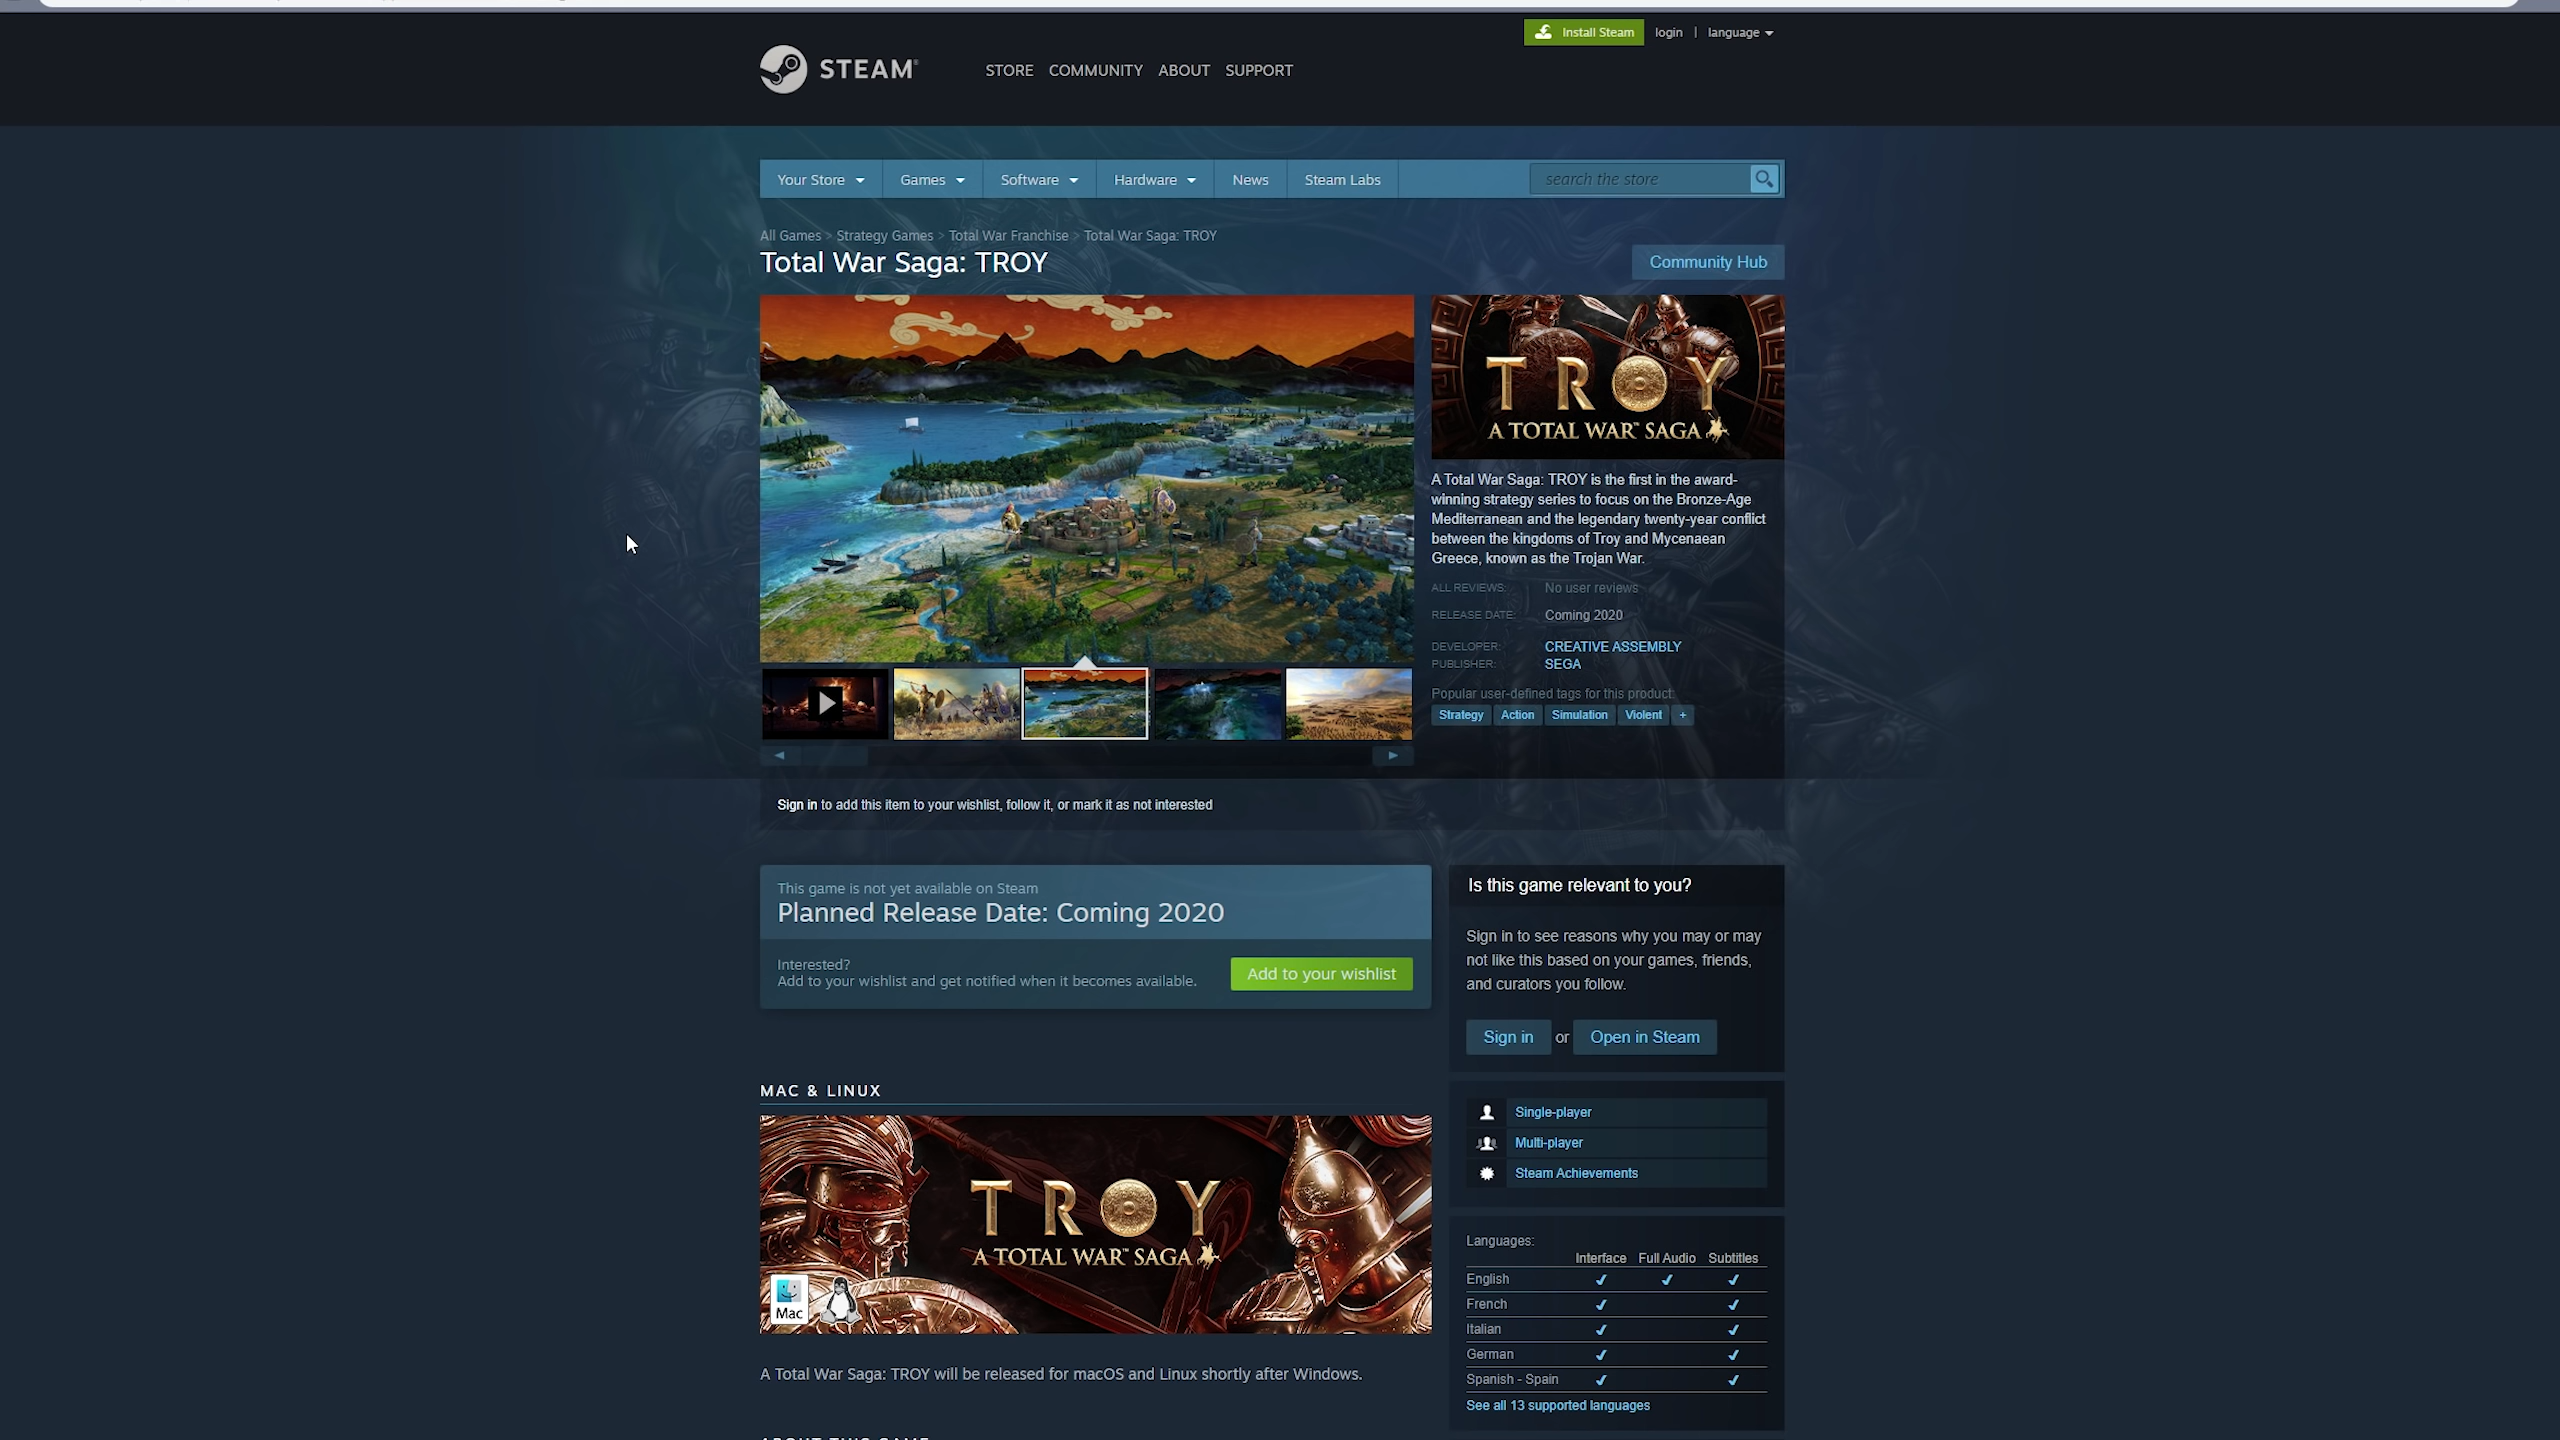 Install Steam login | language
STEAM®
STORE COMMUNITY ABOUT SUPPORT
Your Store Games Software Hardware News Steam Labs search the store
All Games > Strategy Games > Total War Franchise > Total War Saga: TROY
Total War Saga: TROY
Community Hub
TROY
A TOTAL WAR™ SAGA
A Total War Saga: TROY is the first in the award-
winning strategy series to focus on the Bronze-Age
Mediterranean and the legendary twenty-year conflict
between the kingdoms of Troy and Mycenaean
Greece, known as the Trojan War.
ALL REVIEWS: No user reviews
RELEASE DATE: Coming 2020
DEVELOPER: CREATIVE ASSEMBLY
PUBLISHER: SEGA
Popular user-defined tags for this product:
Strategy Action Simulation Violent +
Sign in to add this item to your wishlist, follow it, or mark it as not interested
This game is not yet available on Steam
Planned Release Date: Coming 2020
Interested?
Add to your wishlist and get notified when it becomes available.
Add to your wishlist
Is this game relevant to you?
Sign in to see reasons why you may or may
not like this based on your games, friends,
and curators you follow.
Sign in or Open in Steam
MAC & LINUX
TROY
A TOTAL WAR™ SAGA
Mac
A Total War Saga: TROY will be released for macOS and Linux shortly after Windows.
Single-player
Multi-player
Steam Achievements
Languages:
Interface Full Audio Subtitles
English ✔ ✔ ✔
French ✔ ✔
Italian ✔ ✔
German ✔ ✔
Spanish - Spain ✔ ✔
See all 13 supported languages
ABOUT THIS GAME